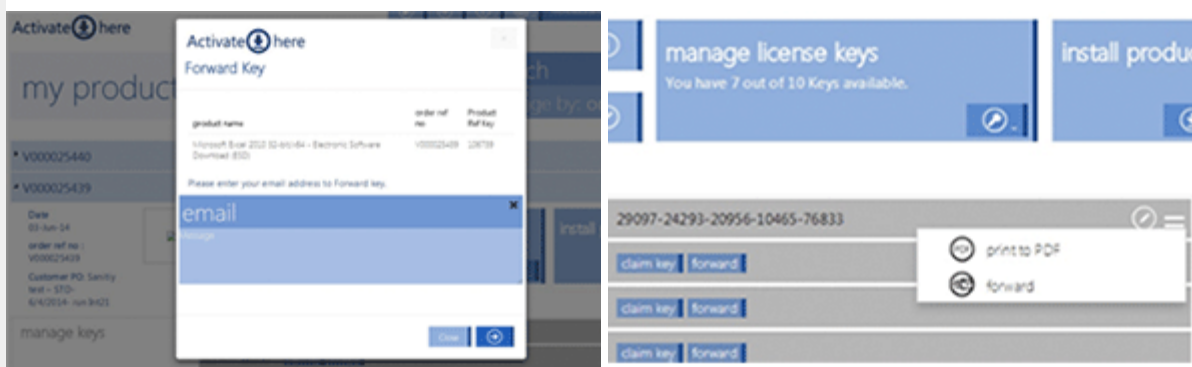 Activate here
my product
V000025440
V000025439
Date
03-Jun-14
order ref no :
V000025439
Customer PO: Sanity
test - STD-
6/4/2014- run Int21
manage keys
Activate here
Forward Key
product name
order ref
no
Product
Ref Key
Microsoft Excel 2013 32-bit/x64 - Electronic Software
Download (ESD)
V000025439
106739
Please enter your email address to Forward key.
email
Message
Close
install
manage license keys
You have 7 out of 10 Keys available.
install produc
29097-24293-20956-10465-76833
print to PDF
forward
claim key forward
claim key forward
claim key forward